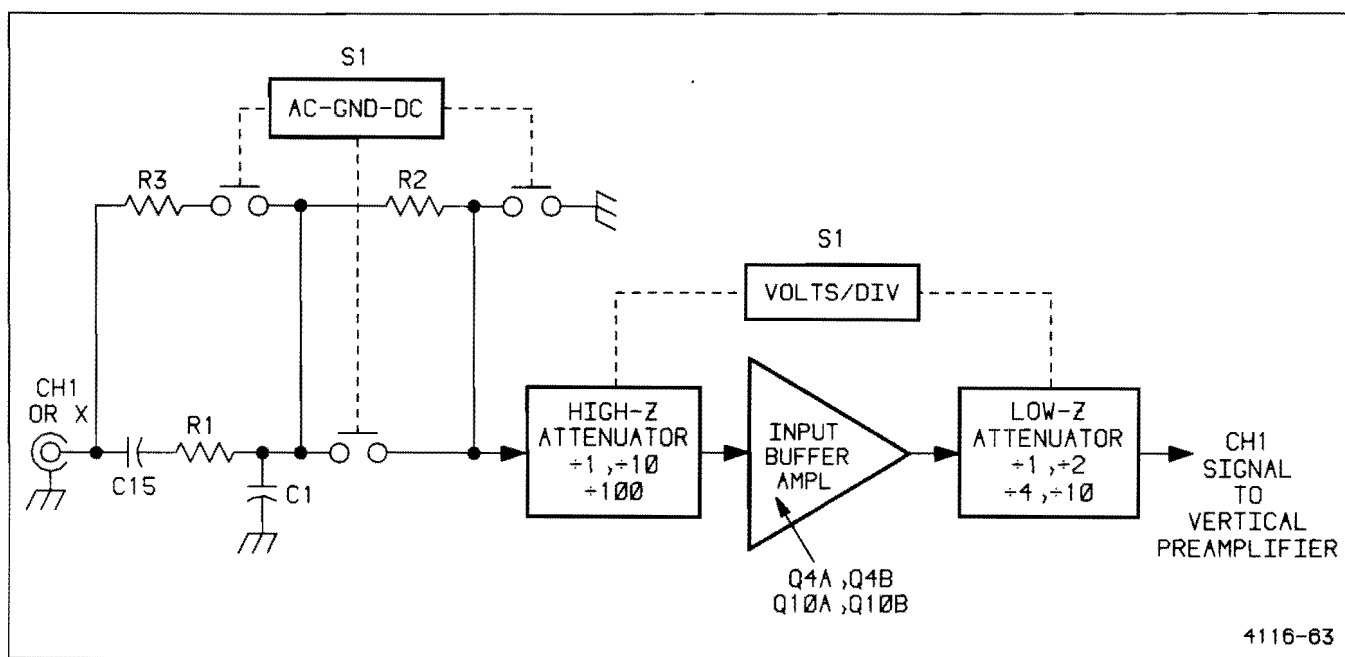 S1
AC-GND-DC
R3
R2
S1
VOLTS/DIV
CH1
OR X
R1
C15
C1
HIGH-Z
ATTENUATOR
÷1,÷10
÷100
INPUT
BUFFER
AMPL
LOW-Z
ATTENUATOR
÷1,÷2
÷4,÷10
CH1
SIGNAL
TO
VERTICAL
PREAMPLIFIER
Q4A,Q4B
Q10A,Q10B
4116-63